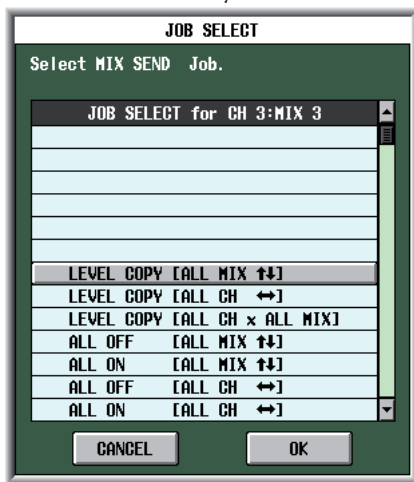 JOB SELECT
Select MIX SEND Job.
JOB SELECT for CH 3:MIX 3
LEVEL COPY [ALL MIX ↑↓]
LEVEL COPY [ALL CH ↔]
LEVEL COPY [ALL CH x ALL MIX]
ALL OFF [ALL MIX ↑↓]
ALL ON [ALL MIX ↑↓]
ALL OFF [ALL CH ↔]
ALL ON [ALL CH ↔]
CANCEL OK